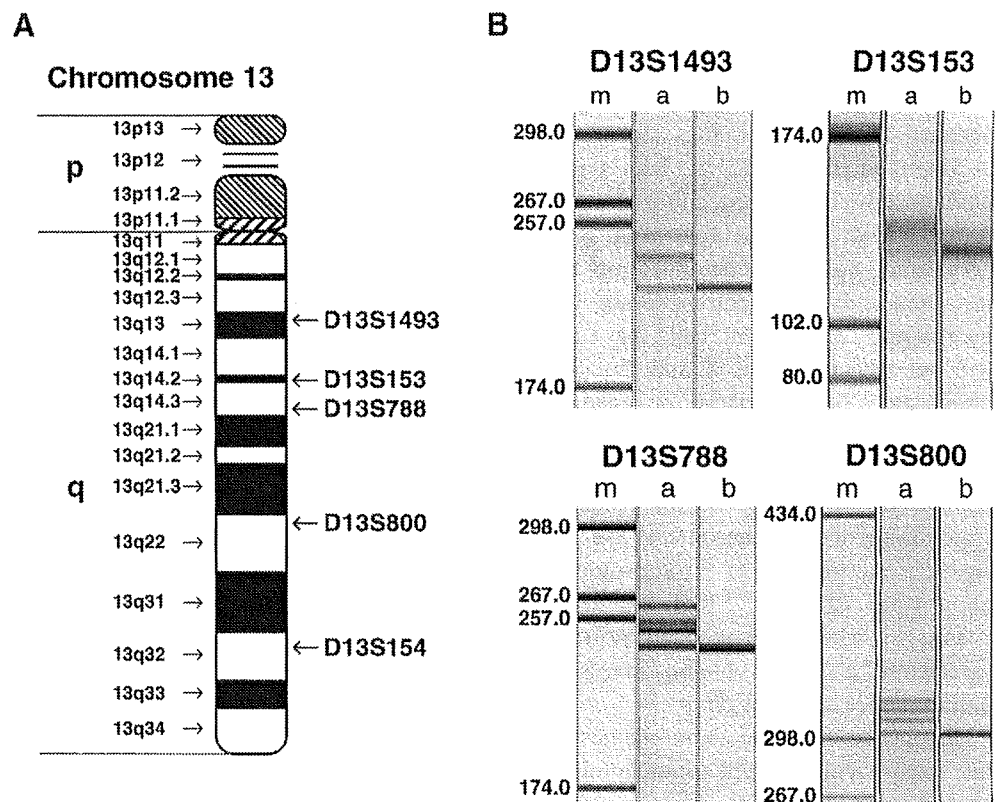 A
Chromosome 13
13p13 →
13p12 →
p
13p11.2→
13p11.1→
13q11 →
13q12.1→
13q12.2→
13q12.3→
13q13 →
←D13S1493
13q14.1→
13q14.2→
←D13S153
13q14.3→
←D13S788
13q21.1→
13q21.2→
q
13q21.3→
←D13S800
13q22 →
13q31 →
13q32 →
←D13S154
13q33 →
13q34 →
B
D13S1493
m a b
298.0
267.0
257.0
174.0
D13S153
m a b
174.0
102.0
80.0
D13S788
m a b
298.0
267.0
257.0
174.0
D13S800
m a b
434.0
298.0
267.0